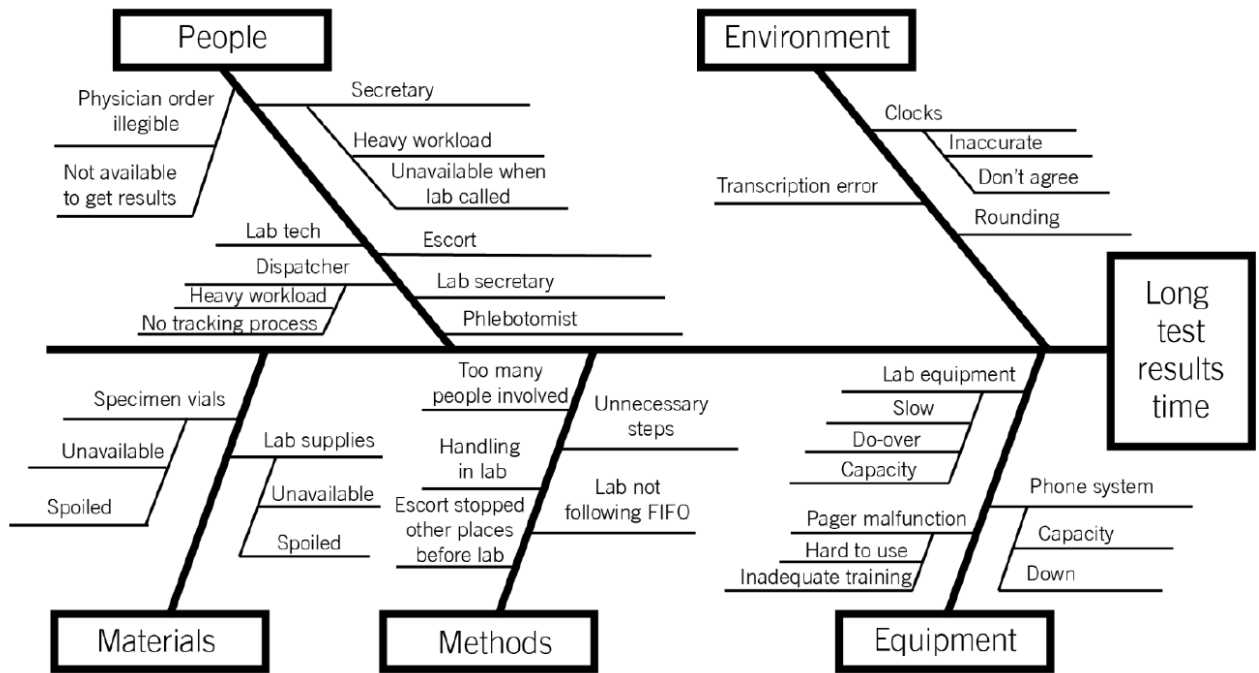 People
Environment
Physician order
illegible
Not available
to get results
Secretary
Heavy workload
Unavailable when
lab called
Lab tech
Dispatcher
Heavy workload
No tracking process
Escort
Lab secretary
Phlebotomist
Clocks
Inaccurate
Don't agree
Transcription error
Rounding
Long
test
results
time
Specimen vials
Unavailable
Spoiled
Lab supplies
Unavailable
Spoiled
Too many
people involved
Handling
in lab
Escort stopped
other places
before lab
Unnecessary
steps
Lab not
following FIFO
Lab equipment
Slow
Do-over
Capacity
Pager malfunction
Hard to use
Inadequate training
Phone system
Capacity
Down
Materials
Methods
Equipment